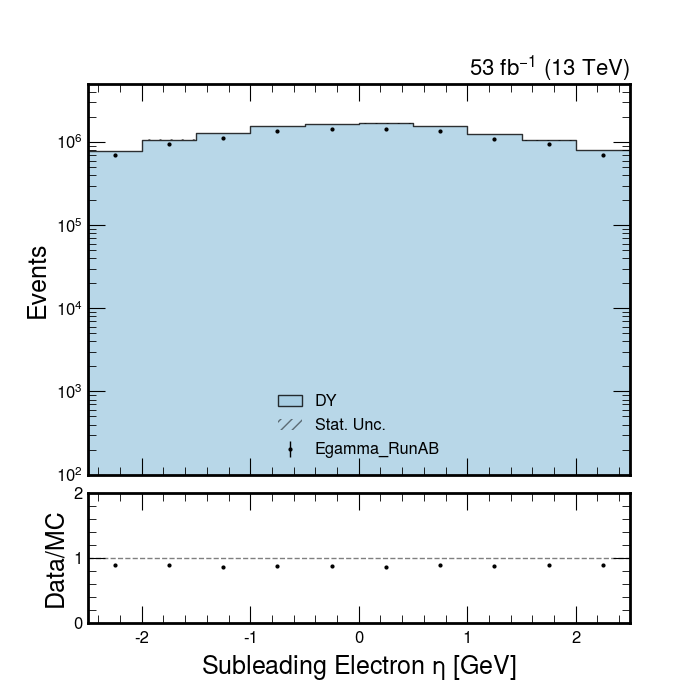 53 fb⁻¹ (13 TeV)
10⁶
10⁵
10⁴
10³
10²
Events
DY
Stat. Unc.
Egamma_RunAB
2
1
0
Data/MC
-2 -1 0 1 2
Subleading Electron η [GeV]